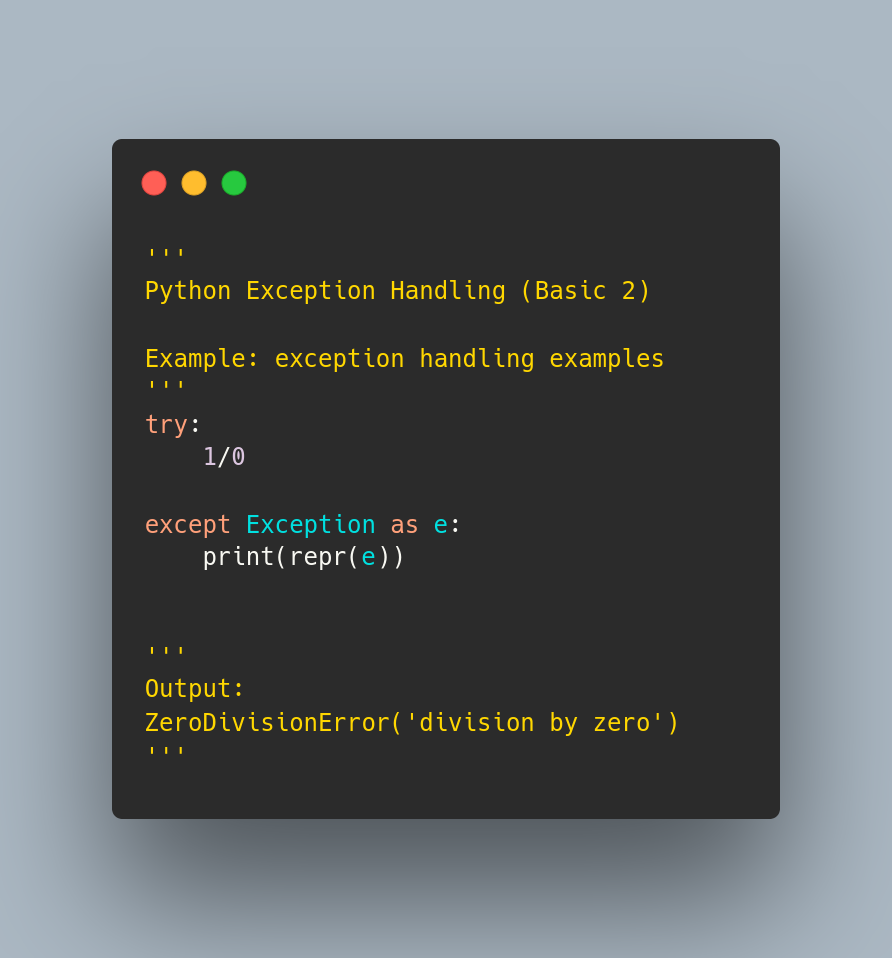 '''
Python Exception Handling (Basic 2)
Example: exception handling examples
'''
try:
    1/0
except Exception as e:
    print(repr(e))
'''
Output:
ZeroDivisionError('division by zero')
'''